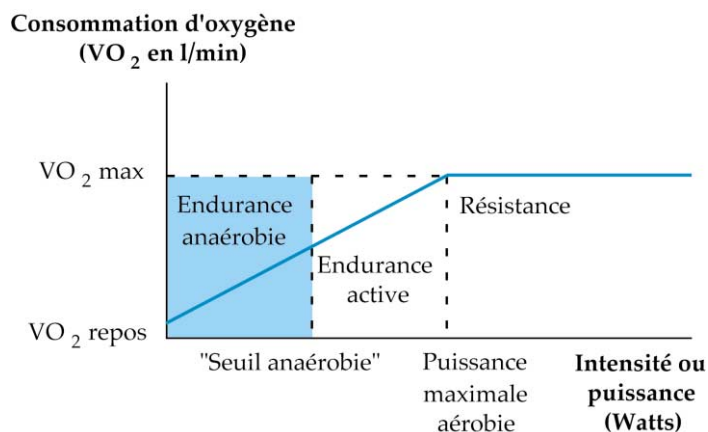 Consommation d'oxygène
(VO 2 en l/min)
VO 2 max
Endurance
anaérobie
Résistance
Endurance
active
VO 2 repos
"Seuil anaérobie"
Puissance
maximale
aérobie
Intensité ou
puissance
(Watts)